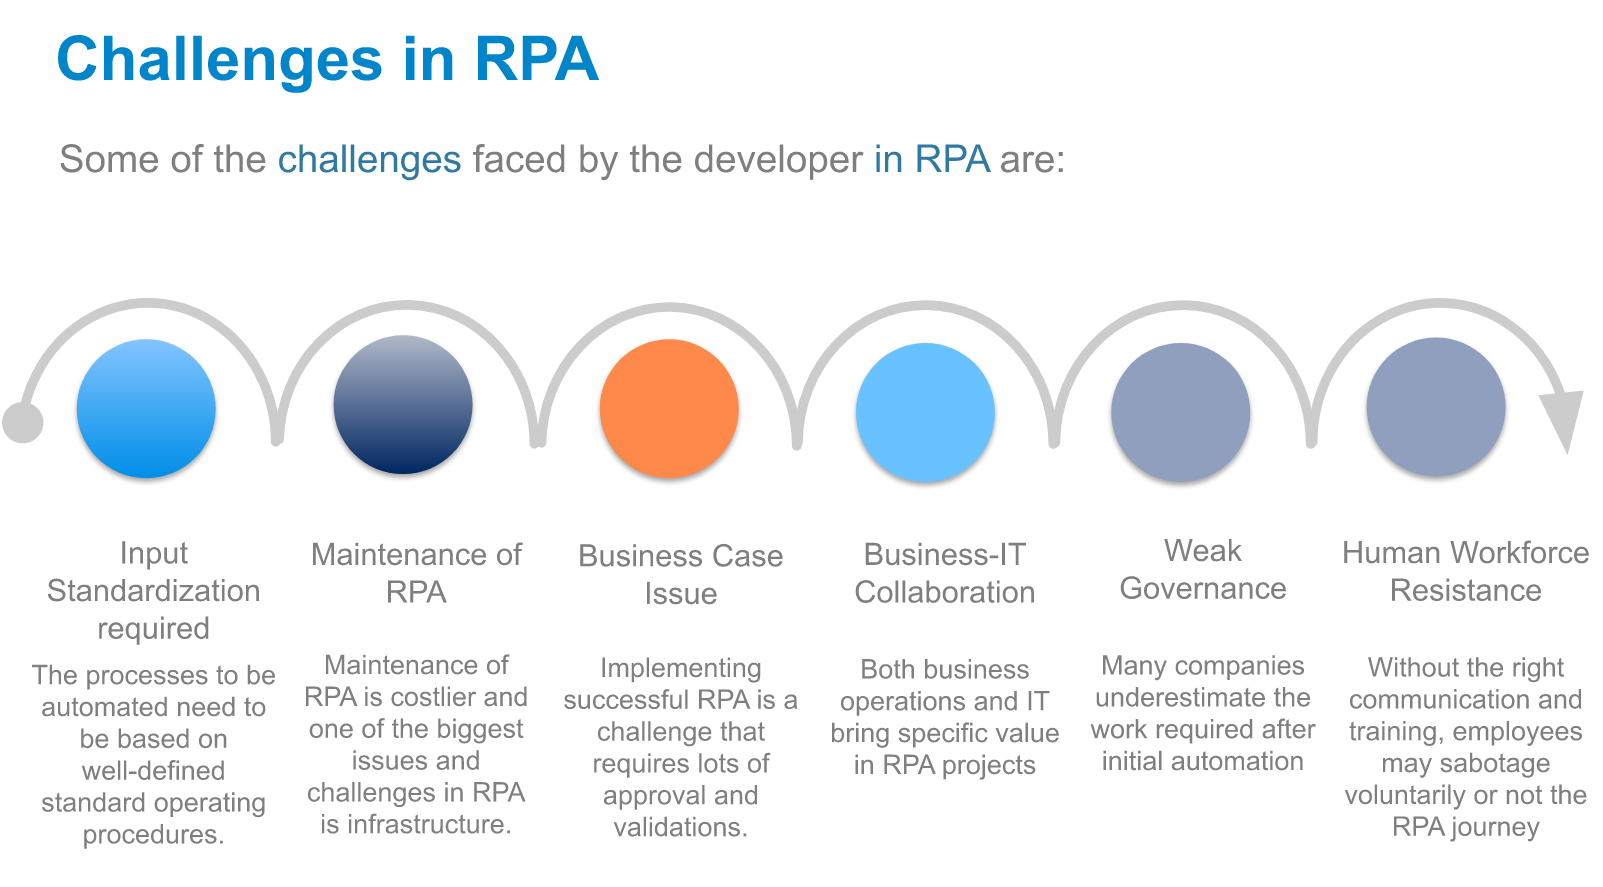 Challenges in RPA
Some of the challenges faced by the developer in RPA are:
Input
Standardization
required
The processes to be
automated need to
be based on
well-defined
standard operating
procedures.
Maintenance of
RPA
Maintenance of
RPA is costlier and
one of the biggest
issues and
challenges in RPA
is infrastructure.
Business Case
Issue
Implementing
successful RPA is a
challenge that
requires lots of
approval and
validations.
Business-IT
Collaboration
Both business
operations and IT
bring specific value
in RPA projects
Weak
Governance
Many companies
underestimate the
work required after
initial automation
Human Workforce
Resistance
Without the right
communication and
training, employees
may sabotage
voluntarily or not the
RPA journey